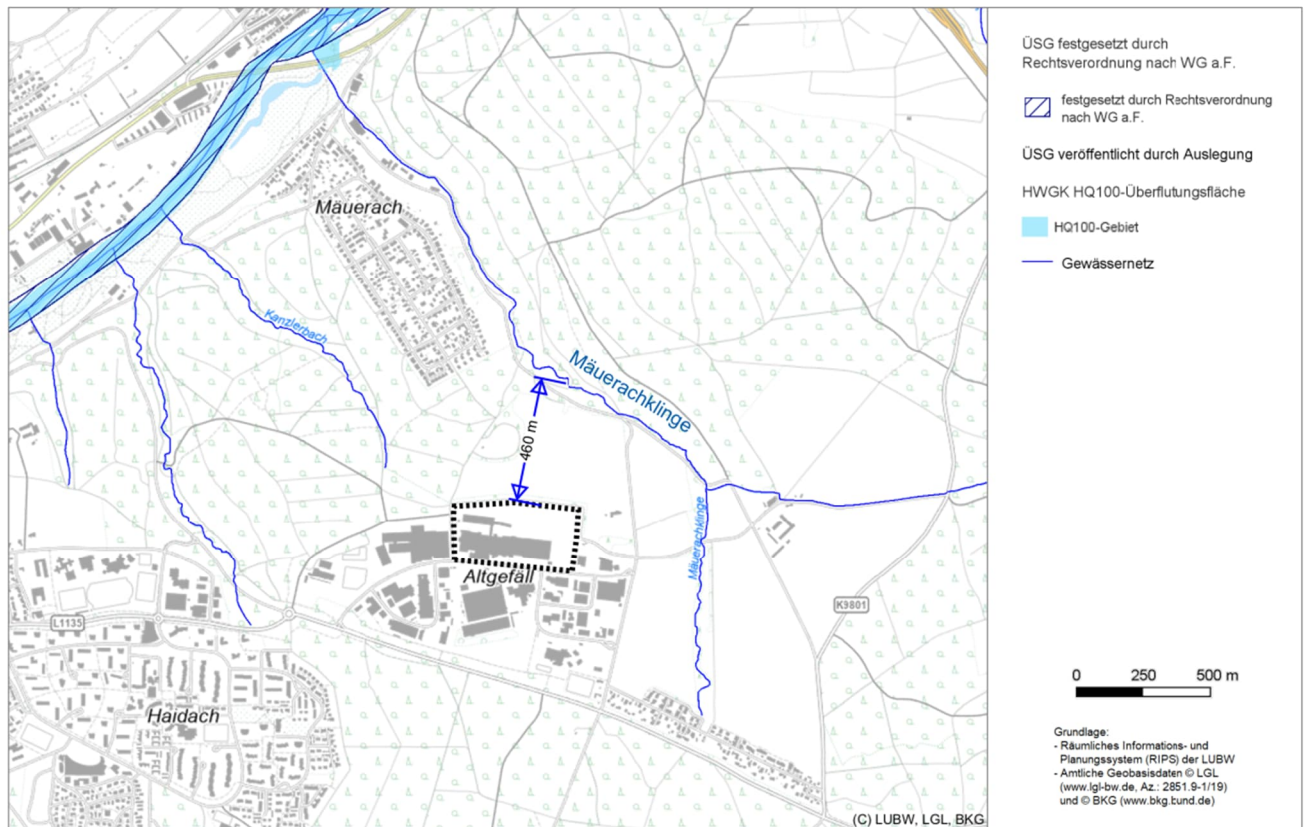 Mäuerach
Kanzlerbach
Mäuerachklinge
460 m
Mäuerachklinge
Altgefäll
K9801
L1135
Haidach
(C) LUBW, LGL, BKG
ÜSG festgesetzt durch
Rechtsverordnung nach WG a.F.
festgesetzt durch Rechtsverordnung
nach WG a.F.
ÜSG veröffentlicht durch Auslegung
HWGK HQ100-Überflutungsfläche
HQ100-Gebiet
Gewässernetz
0 250 500 m
Grundlage:
- Räumliches Informations- und
Planungssystem (RIPS) der LUBW
- Amtliche Geobasisdaten © LGL
(www.lgl-bw.de, Az.: 2851.9-1/19)
und © BKG (www.bkg.bund.de)